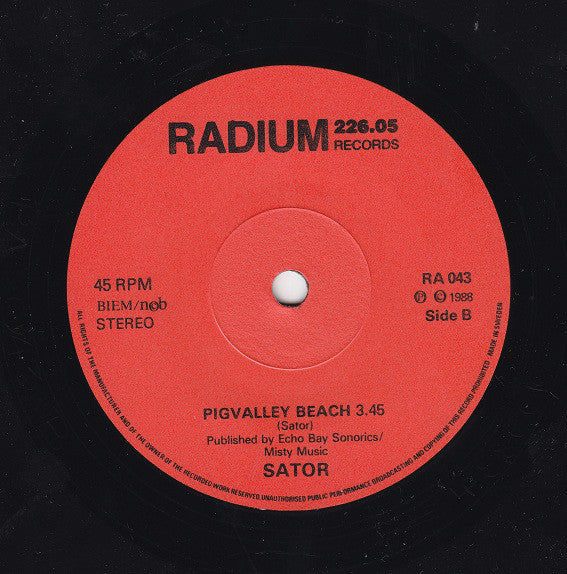 RADIUM 226.05
RECORDS
45 RPM
BIEM/ncb
STEREO
RA 043
Ⓟ © 1988
Side B
PIGVALLEY BEACH 3.45
(Sator)
Published by Echo Bay Sonorics/
Misty Music
SATOR
ALL RIGHTS OF THE MANUFACTURER AND OF THE OWNER OF THE RECORDED WORK RESERVED. UNAUTHORISED PUBLIC PERFORMANCE BROADCASTING AND COPYING OF THIS RECORD PROHIBITED MADE IN SWEDEN